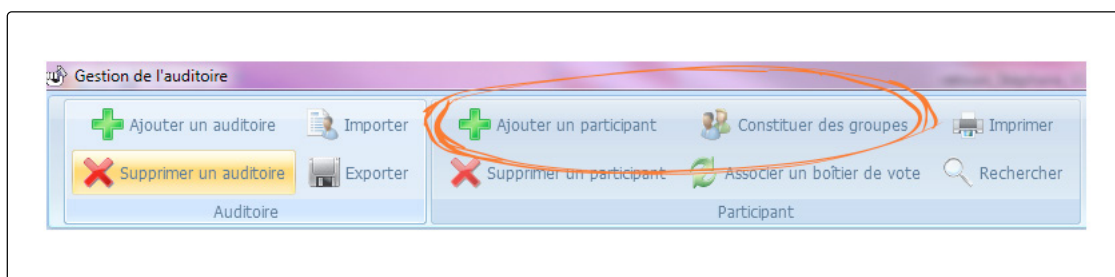 Gestion de l'auditoire
Ajouter un auditoire Importer Ajouter un participant Constituer des groupes Imprimer
Supprimer un auditoire Exporter Supprimer un participant Associer un boîtier de vote Rechercher
Auditoire Participant